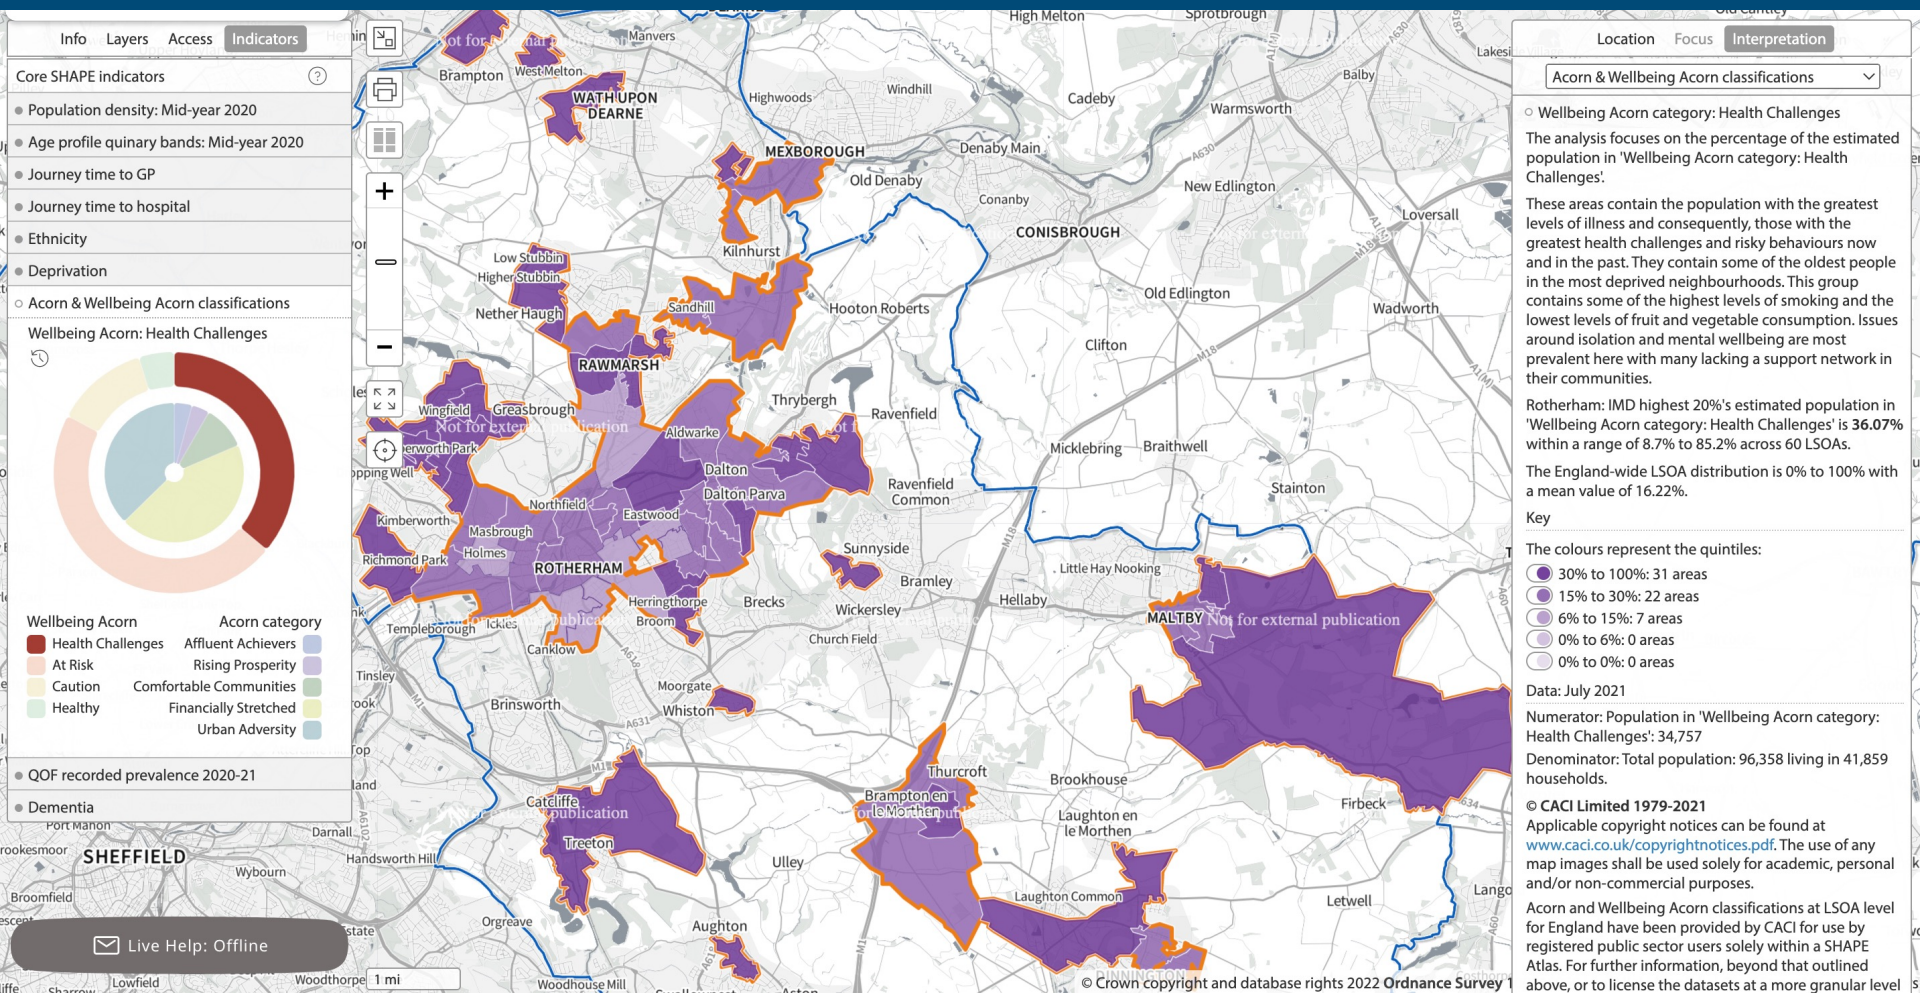 Info Layers Access Indicators
Core SHAPE indicators ?
Population density: Mid-year 2020
Age profile quinary bands: Mid-year 2020
Journey time to GP
Journey time to hospital
Ethnicity
Deprivation
Acorn & Wellbeing Acorn classifications
Wellbeing Acorn: Health Challenges
Wellbeing Acorn Acorn category
Health Challenges Affluent Achievers
At Risk Rising Prosperity
Caution Comfortable Communities
Healthy Financially Stretched
Urban Adversity
QOF recorded prevalence 2020-21
Dementia
Live Help: Offline
Port Mahon
Darnall
SHEFFIELD
Handsworth Hill
Wybourn
Broomfield
Woodthorpe
Lowfield
1 mi
High Melton
Sprotbrough
Manvers
Brampton
West Melton
WATH UPON
DEARNE
Highwoods
Windhill
Cadeby
Balby
Warmsworth
MEXBOROUGH
Denaby Main
Old Denaby
Conanby
New Edlington
Loversall
CONISBROUGH
Kilnhurst
Low Stubbin
Higher Stubbin
Nether Haugh
Sandhill
Hooton Roberts
Old Edlington
Wadworth
Clifton
RAWMARSH
Thrybergh
Ravenfield
Wingfield
Greasbrough
Not for external publication
Aldwarke
Micklebring
Braithwell
Dalton
Dalton Parva
Ravenfield
Common
Stainton
Northfield
Eastwood
Kimberworth
Masbrough
Holmes
Richmond Park
ROTHERHAM
Sunnyside
Bramley
Little Hay Nooking
Herringthorpe
Broom
Brecks
Wickersley
Hellaby
MALTBY
Not for external publication
Templeborough
Ickles
Canklow
Church Field
Tinsley
Moorgate
Whiston
Brinsworth
Thurcroft
Brampton en
le Morthen
Brookhouse
Firbeck
Catcliffe
Treeton
Laughton en
le Morthen
Ulley
Laughton Common
Letwell
Orgreave
Aughton
Woodhouse Mill
DINNINGTON
A630
A1(M)
M18
A631
M1
A618
A6102
A60
© Crown copyright and database rights 2022 Ordnance Survey 1
Location Focus Interpretation
Acorn & Wellbeing Acorn classifications
Wellbeing Acorn category: Health Challenges
The analysis focuses on the percentage of the estimated
population in 'Wellbeing Acorn category: Health
Challenges'.
These areas contain the population with the greatest
levels of illness and consequently, those with the
greatest health challenges and risky behaviours now
and in the past. They contain some of the oldest people
in the most deprived neighbourhoods. This group
contains some of the highest levels of smoking and the
lowest levels of fruit and vegetable consumption. Issues
around isolation and mental wellbeing are most
prevalent here with many lacking a support network in
their communities.
Rotherham: IMD highest 20%'s estimated population in
'Wellbeing Acorn category: Health Challenges' is 36.07%
within a range of 8.7% to 85.2% across 60 LSOAs.
The England-wide LSOA distribution is 0% to 100% with
a mean value of 16.22%.
Key
The colours represent the quintiles:
30% to 100%: 31 areas
15% to 30%: 22 areas
6% to 15%: 7 areas
0% to 6%: 0 areas
0% to 0%: 0 areas
Data: July 2021
Numerator: Population in 'Wellbeing Acorn category:
Health Challenges': 34,757
Denominator: Total population: 96,358 living in 41,859
households.
© CACI Limited 1979-2021
Applicable copyright notices can be found at
www.caci.co.uk/copyrightnotices.pdf. The use of any
map images shall be used solely for academic, personal
and/or non-commercial purposes.
Acorn and Wellbeing Acorn classifications at LSOA level
for England have been provided by CACI for use by
registered public sector users solely within a SHAPE
Atlas. For further information, beyond that outlined
above, or to license the datasets at a more granular level